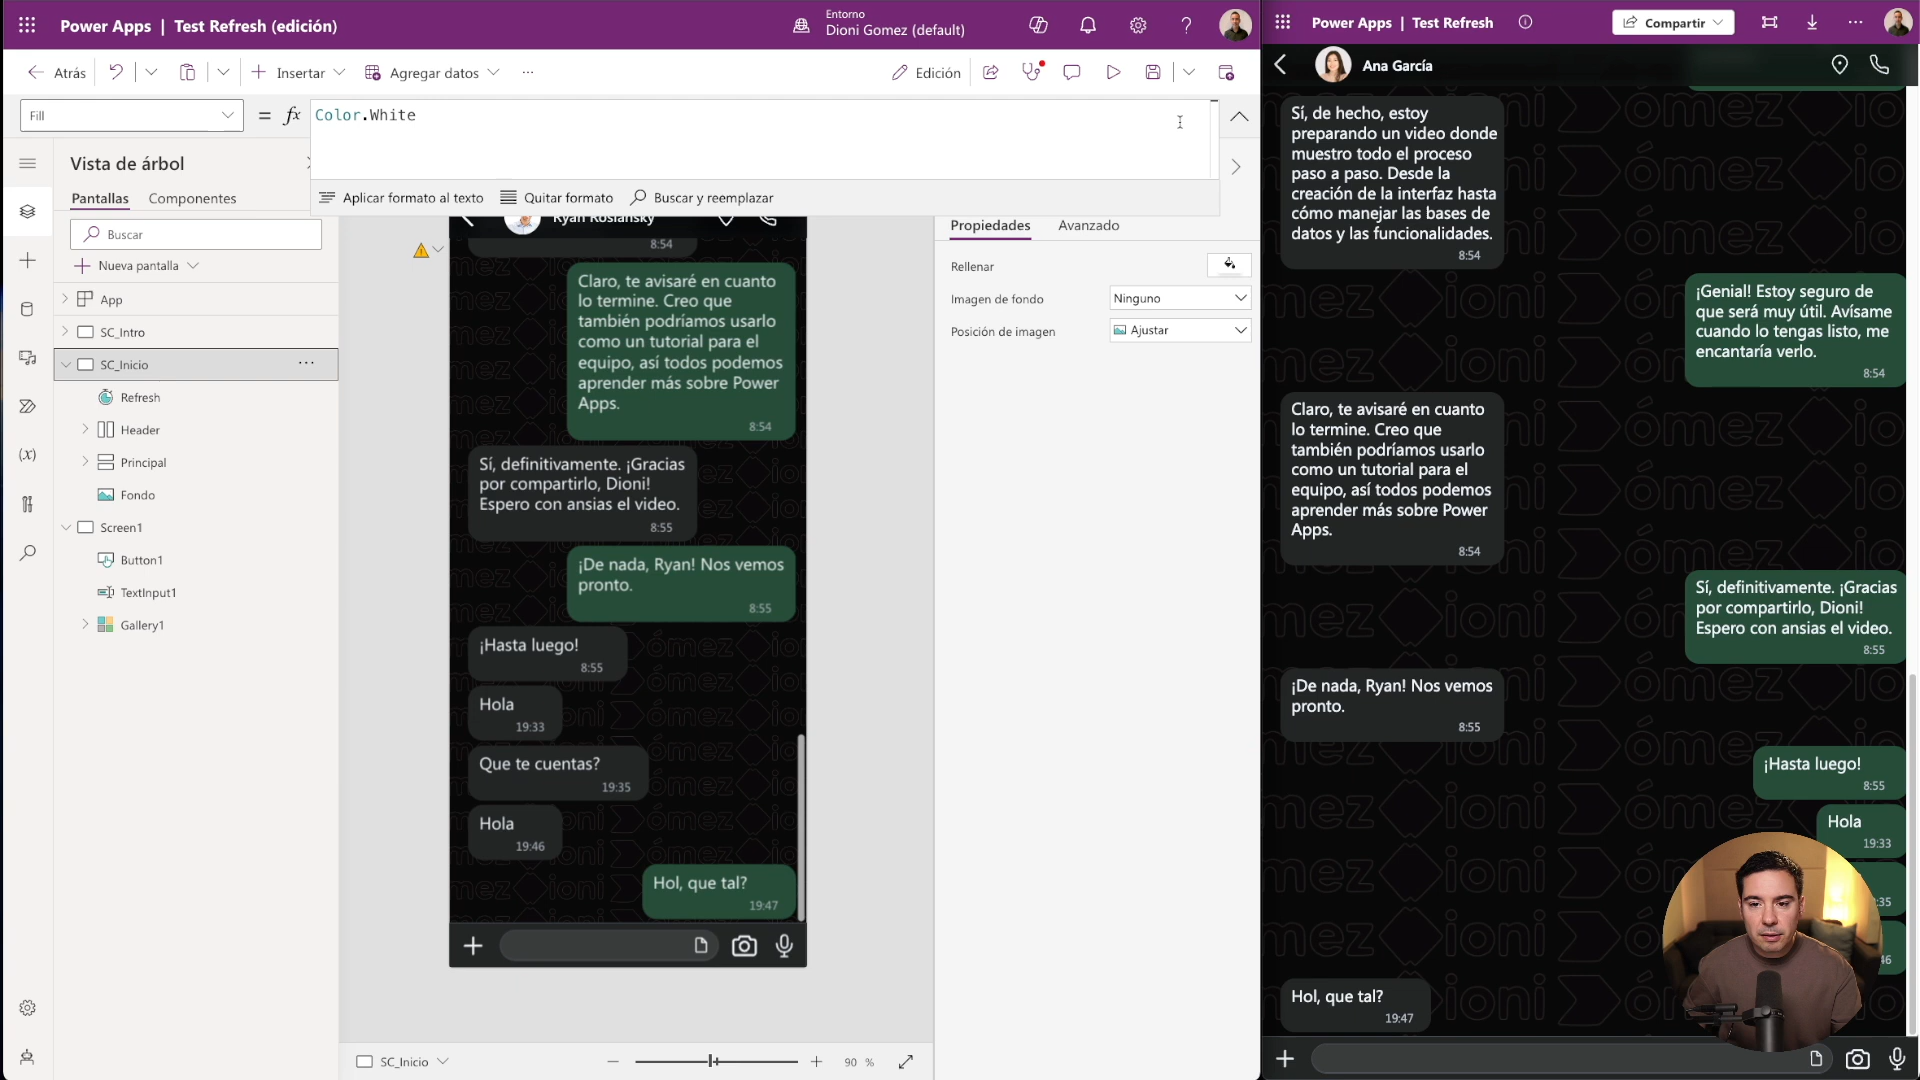 Power Apps | Test Refresh (edición)
Entorno
Dioni Gomez (default)
Atrás
Insertar
Agregar datos
Edición
Fill
= fx
Color.White
Aplicar formato al texto
Quitar formato
Buscar y reemplazar
Vista de árbol
Pantallas
Componentes
Buscar
Nueva pantalla
App
SC_Intro
SC_Inicio
Refresh
Header
Principal
Fondo
Screen1
Button1
TextInput1
Gallery1
Ryan Roslansky
8:54
Claro, te avisaré en cuanto
lo termine. Creo que
también podríamos usarlo
como un tutorial para el
equipo, así todos podemos
aprender más sobre Power
Apps.
8:54
Sí, definitivamente. ¡Gracias
por compartirlo, Dioni!
Espero con ansias el video.
8:55
¡De nada, Ryan! Nos vemos
pronto.
8:55
¡Hasta luego!
8:55
Hola
19:33
Que te cuentas?
19:35
Hola
19:46
Hol, que tal?
19:47
SC_Inicio
90 %
Propiedades
Avanzado
Rellenar
Imagen de fondo
Ninguno
Posición de imagen
Ajustar
Power Apps | Test Refresh
Compartir
Ana García
Sí, de hecho, estoy
preparando un video donde
muestro todo el proceso
paso a paso. Desde la
creación de la interfaz hasta
cómo manejar las bases de
datos y las funcionalidades.
8:54
¡Genial! Estoy seguro de
que será muy útil. Avísame
cuando lo tengas listo, me
encantaría verlo.
8:54
Claro, te avisaré en cuanto
lo termine. Creo que
también podríamos usarlo
como un tutorial para el
equipo, así todos podemos
aprender más sobre Power
Apps.
8:54
Sí, definitivamente. ¡Gracias
por compartirlo, Dioni!
Espero con ansias el video.
8:55
¡De nada, Ryan! Nos vemos
pronto.
8:55
¡Hasta luego!
8:55
Hola
19:33
:35
46
Hol, que tal?
19:47